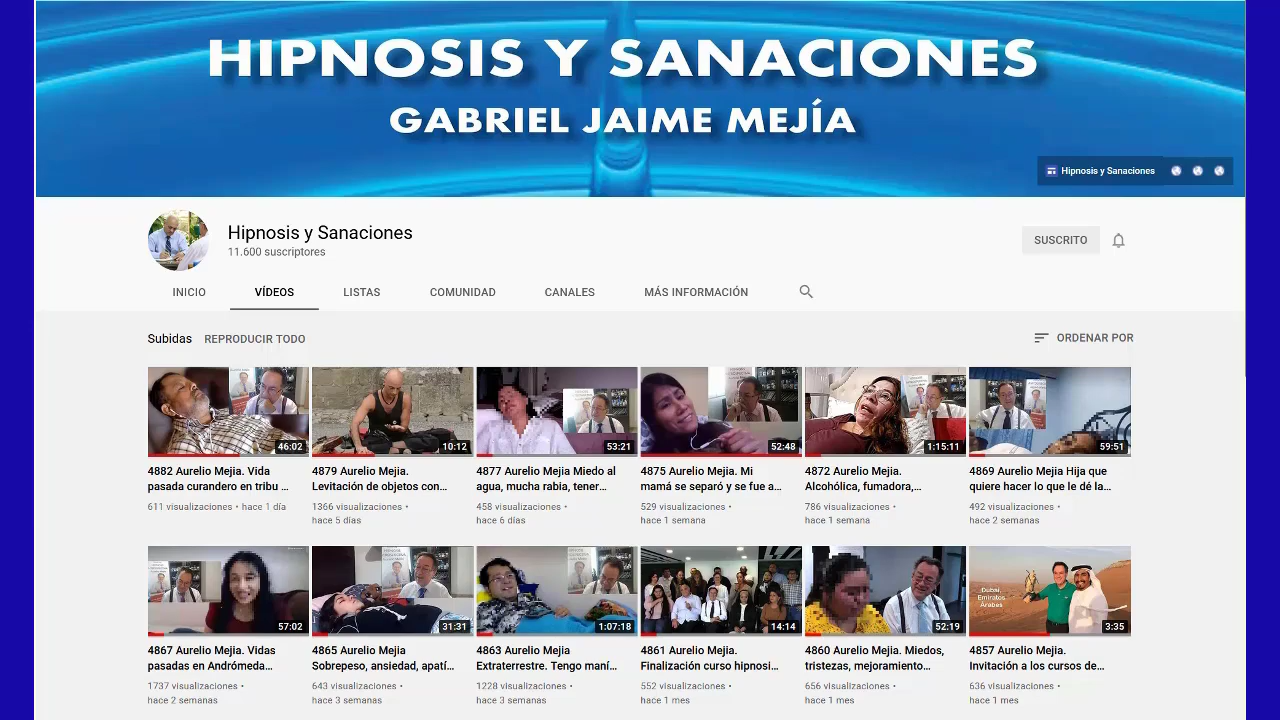 HIPNOSIS Y SANACIONES
GABRIEL JAIME MEJÍA
Hipnosis y Sanaciones
Hipnosis y Sanaciones
11.600 suscriptores
SUSCRITO
INICIO VÍDEOS LISTAS COMUNIDAD CANALES MÁS INFORMACIÓN
Subidas REPRODUCIR TODO ORDENAR POR
46:02
4882 Aurelio Mejia. Vida
pasada curandero en tribu ...
611 visualizaciones • hace 1 día
10:12
4879 Aurelio Mejia.
Levitación de objetos con...
1366 visualizaciones •
hace 5 días
53:21
4877 Aurelio Mejia Miedo al
agua, mucha rabia, tener...
458 visualizaciones •
hace 6 días
52:48
4875 Aurelio Mejia. Mi
mamá se separó y se fue a...
529 visualizaciones •
hace 1 semana
1:15:11
4872 Aurelio Mejia.
Alcohólica, fumadora,...
786 visualizaciones •
hace 1 semana
59:51
4869 Aurelio Mejia Hija que
quiere hacer lo que le dé la...
492 visualizaciones •
hace 2 semanas
57:02
4867 Aurelio Mejia. Vidas
pasadas en Andrómeda...
1737 visualizaciones •
hace 2 semanas
31:31
4865 Aurelio Mejia
Sobrepeso, ansiedad, apatí...
643 visualizaciones •
hace 3 semanas
1:07:18
4863 Aurelio Mejia
Extraterrestre. Tengo maní...
1228 visualizaciones •
hace 3 semanas
14:14
4861 Aurelio Mejia.
Finalización curso hipnosi...
552 visualizaciones •
hace 1 mes
52:19
4860 Aurelio Mejia. Miedos,
tristezas, mejoramiento...
656 visualizaciones •
hace 1 mes
Dubai,
Emiratos
Arabes
3:35
4857 Aurelio Mejia.
Invitación a los cursos de...
636 visualizaciones •
hace 1 mes